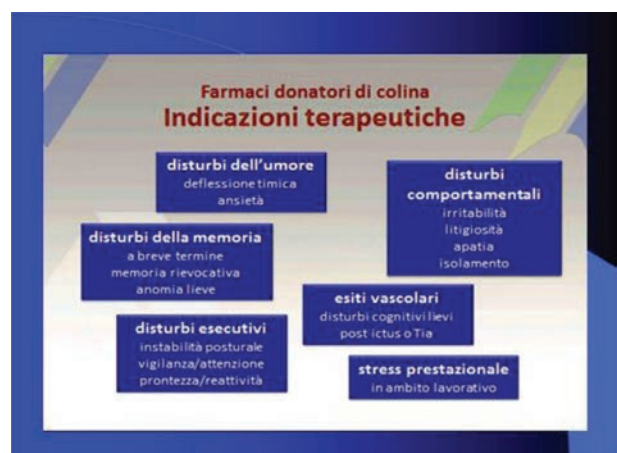 Farmaci donatori di colina
Indicazioni terapeutiche
disturbi dell'umore
deflessione timica
ansietà
disturbi
comportamentali
irritabilità
litigiosità
apatia
isolamento
disturbi della memoria
a breve termine
memoria rievocativa
anomia lieve
esiti vascolari
disturbi cognitivi lievi
post ictus o Tia
disturbi esecutivi
instabilità posturale
vigilanza/attenzione
prontezza/reattività
stress prestazionale
in ambito lavorativo